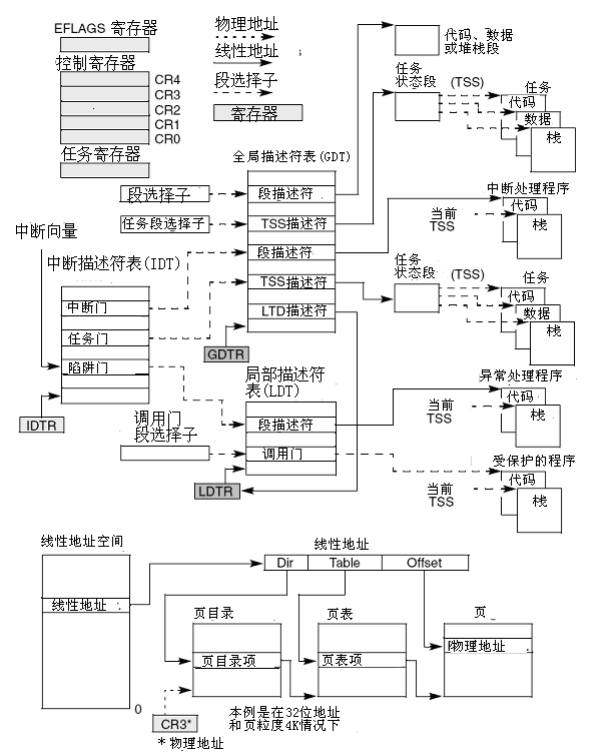 EFLAGS 寄存器
控制寄存器
CR4
CR3
CR2
CR1
CR0
任务寄存器
物理地址
线性地址
段选择子
寄存器
代码、数据
或堆栈段
任务
状态段
(TSS)
任务
代码
数据
栈
全局描述符表(GDT)
段选择子
段描述符
任务段选择子
TSS描述符
段描述符
TSS描述符
LTD描述符
GDTR
中断处理程序
代码
当前
TSS
栈
中断向量
中断描述符表(IDT)
中断门
任务门
陷阱门
IDTR
任务
状态段
(TSS)
任务
代码
数据
栈
局部描述符
表(LDT)
段描述符
调用门
LDTR
调用门
段选择子
异常处理程序
代码
当前
TSS
栈
受保护的程序
代码
当前
TSS
栈
线性地址空间
线性地址
0
线性地址
Dir Table Offset
页目录
页目录项
页表
页表项
页
物理地址
CR3*
* 物理地址
本例是在32位地址
和页粒度4K情况下